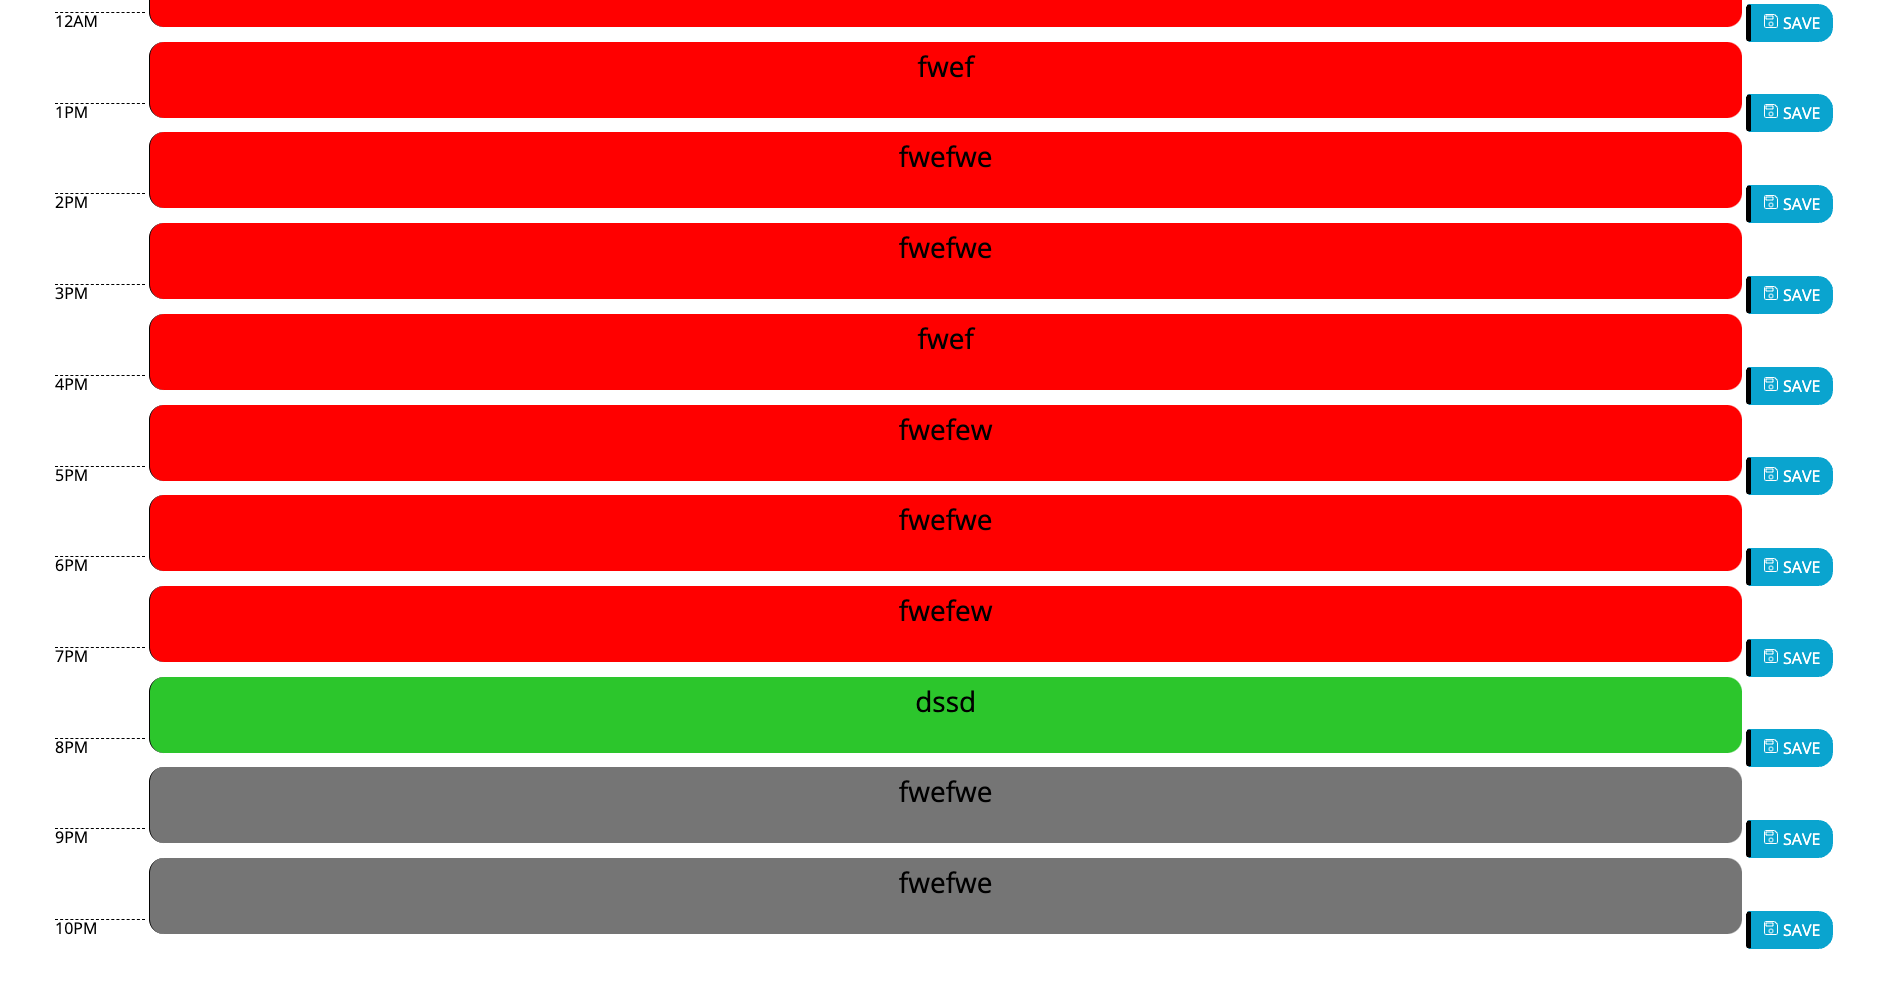 12AM SAVE
fwef
1PM SAVE
fwefwe
2PM SAVE
fwefwe
3PM SAVE
fwef
4PM SAVE
fwefew
5PM SAVE
fwefwe
6PM SAVE
fwefew
7PM SAVE
dssd
8PM SAVE
fwefwe
9PM SAVE
fwefwe
10PM SAVE